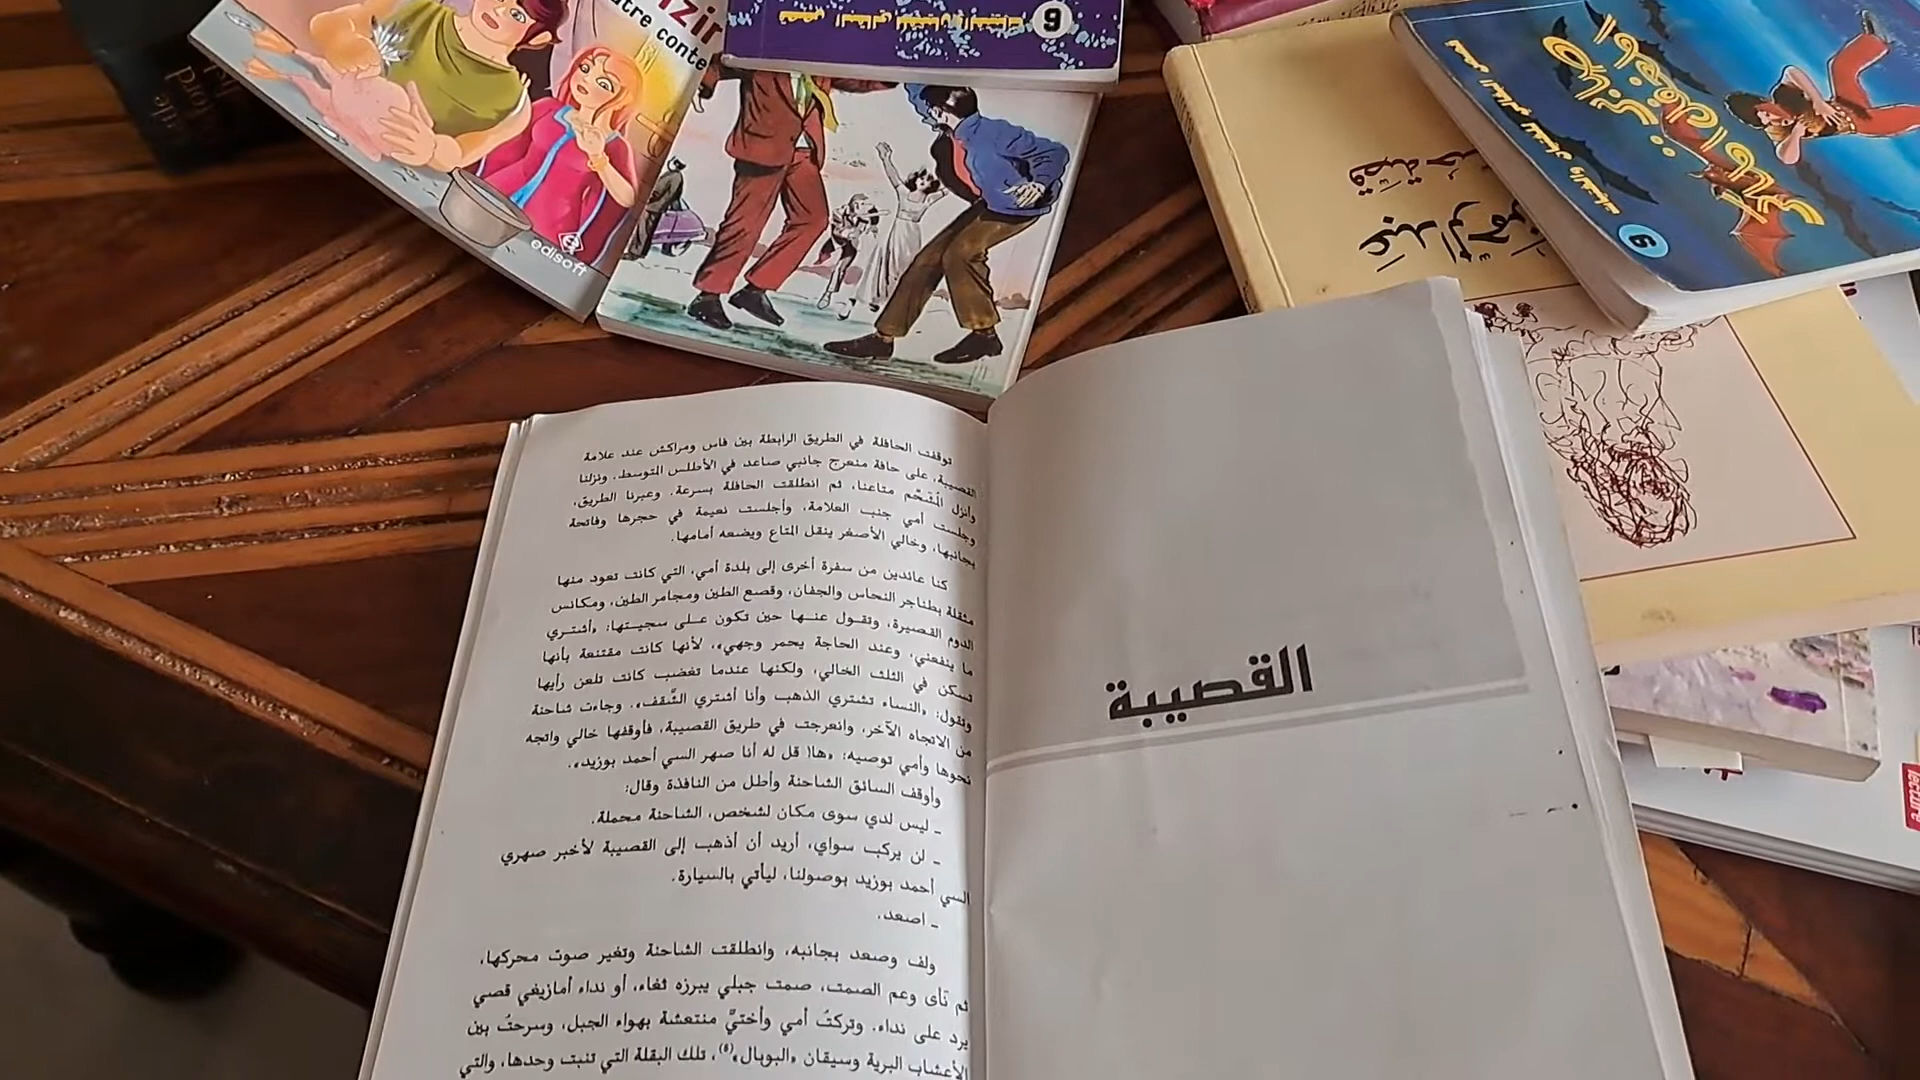 القصيبة
توقفت الحافلة في الطريق الرابطة بين فاس ومراكش عند علامة
القصيبة، على حافة منعرج جانبي صاعد في الأطلس المتوسط. ونزلنا
وأنزل المُشَحِّم متاعنا، ثم انطلقت الحافلة بسرعة. وعبرنا الطريق،
وجلست أمي جنب العلامة، وأجلست نعيمة في حجرها وفاتحة
بجانبها، وخالي الأصغر ينقل المتاع ويضعه أمامها.
كنا عائدين من سفرة أخرى إلى بلدة أمي، التي كانت تعود منها
مثقلة بطناجر النحاس والجفان، وقصع الطين ومجامر الطين، ومكانس
الدوم القصيرة، وتقول عنها حين تكون على سجيتها: «أشتري
ما ينفعني، وعند الحاجة يحمر وجهي»، لأنها كانت مقتنعة بأنها
تسكن في الثلث الخالي، ولكنها عندما تغضب كانت تلعن رأيها
وتقول: «النساء تشتري الذهب وأنا أشتري الشَّقف». وجاءت شاحنة
من الاتجاه الآخر، وانعرجت في طريق القصيبة، فأوقفها خالي واتجه
نحوها وأمي توصيه: «ها! قل له أنا صهر السي أحمد بوزيد».
وأوقف السائق الشاحنة وأطل من النافذة وقال:
ـ ليس لدي سوى مكان لشخص، الشاحنة محملة.
ـ لن يركب سواي، أريد أن أذهب إلى القصيبة لأخبر صهري
السي أحمد بوزيد بوصولنا، ليأتي بالسيارة.
ـ اصعد.
ولف وصعد بجانبه، وانطلقت الشاحنة وتغير صوت محركها،
ثم نأى وعم الصمت، صمت جبلي يبرزه ثغاء، أو نداء أمازيغي قصي
يرد على نداء. وتركتُ أمي وأختيَّ منتعشة بهواء الجبل، وسرحتُ بين
الأعشاب البرية وسيقان «البوبال»(8)، تلك البقلة التي تنبت وحدها، والتي
conte
edisoft
6
قصص
عبد الرحمن
6
lecture